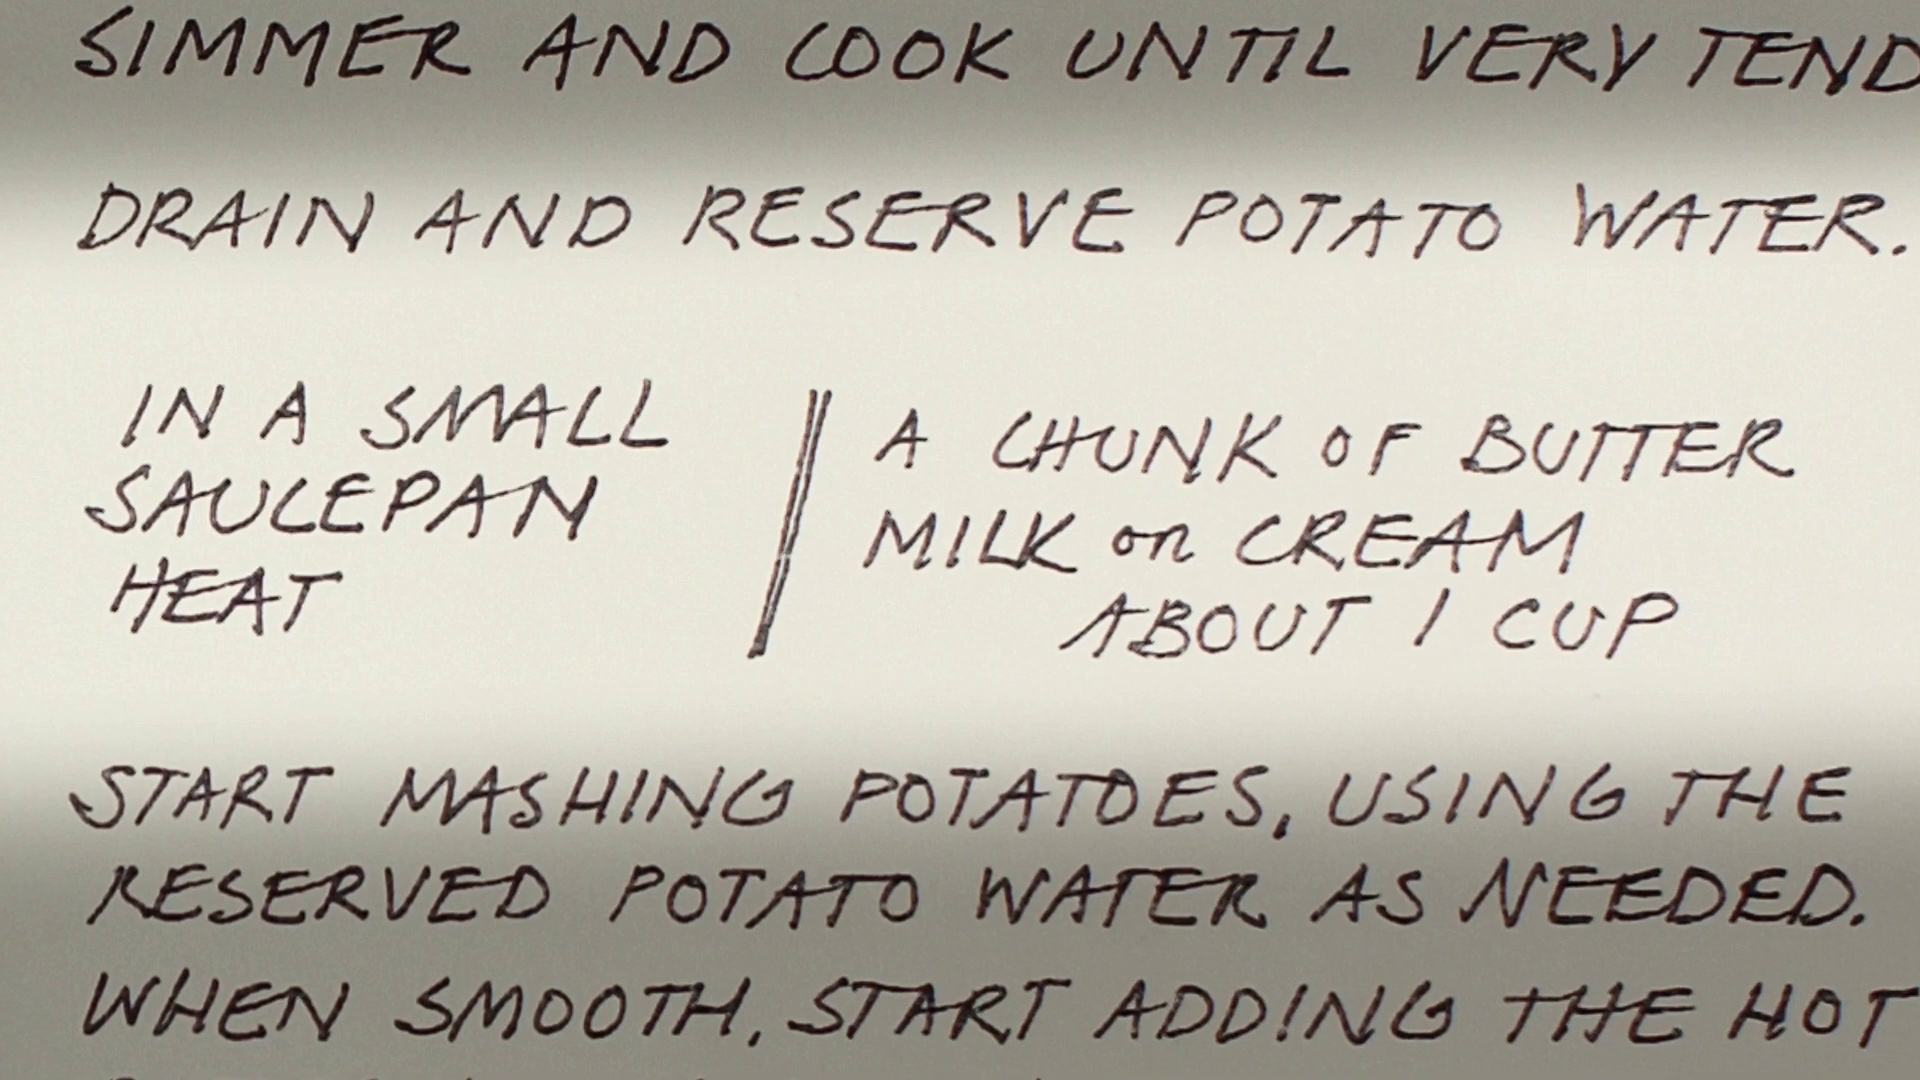 SIMMER AND COOK UNTIL VERY TEND
DRAIN AND RESERVE POTATO WATER.
IN A SMALL
SAUCEPAN
HEAT
A CHUNK OF BUTTER
MILK or CREAM
ABOUT 1 CUP
START MASHING POTATOES, USING THE
RESERVED POTATO WATER AS NEEDED.
WHEN SMOOTH, START ADDING THE HOT